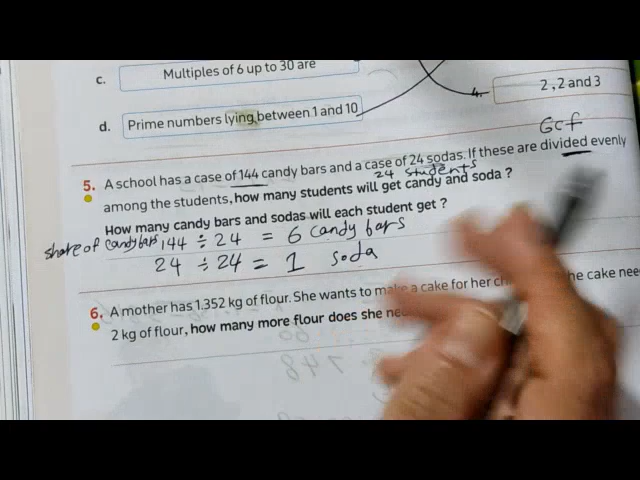 c. Multiples of 6 up to 30 are
4. 2, 2 and 3
d. Prime numbers lying between 1 and 10
GCF
5. A school has a case of 144 candy bars and a case of 24 sodas. If these are divided evenly
24 students
among the students, how many students will get candy and soda ?
How many candy bars and sodas will each student get ?
share of candy bars 144 ÷ 24 = 6 candy bars
24 ÷ 24 = 1 soda
6. A mother has 1.352 kg of flour. She wants to make a cake for her the cake need
2 kg of flour, how many more flour does she